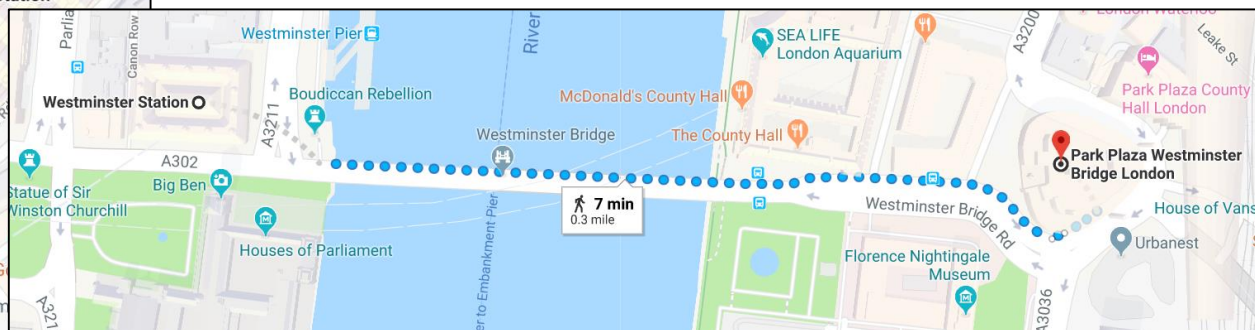 Westminster Pier
River
SEA LIFE
London Aquarium
A3200
Leake St
Canon Row
Westminster Station
Boudiccan Rebellion
McDonald's County Hall
Park Plaza County
Hall London
A3211
Westminster Bridge
The County Hall
A302
Park Plaza Westminster
Bridge London
Statue of Sir
Winston Churchill
Big Ben
7 min
0.3 mile
Westminster Bridge Rd
House of Vans
Houses of Parliament
Urbanest
Florence Nightingale
Museum
to Embankment Pier
A3036